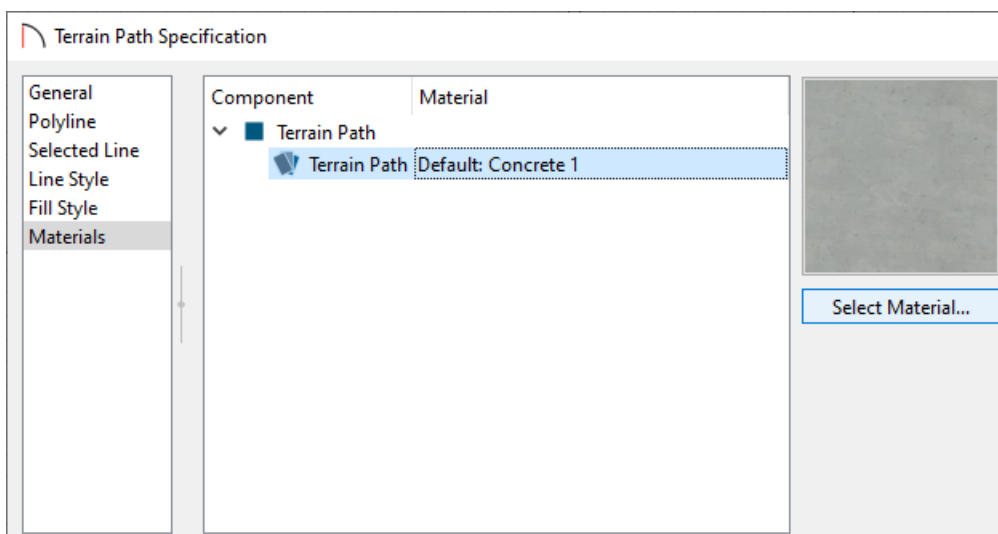 Terrain Path Specification
General
Polyline
Selected Line
Line Style
Fill Style
Materials
Component Material
Terrain Path
Terrain Path Default: Concrete 1
Select Material...